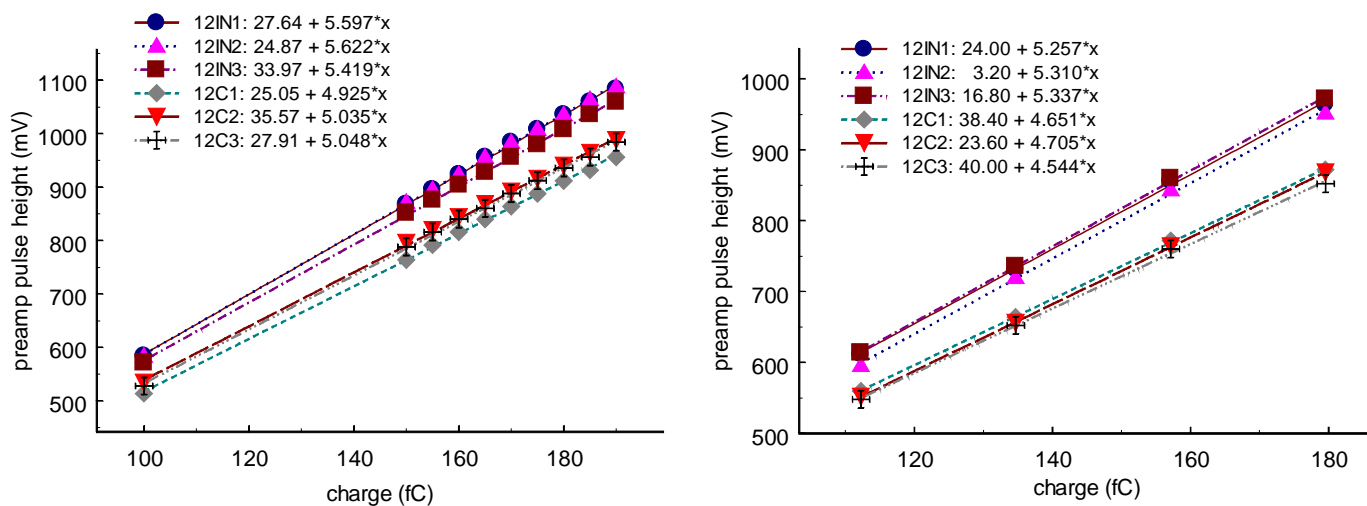 12IN1: 27.64 + 5.597*x
12IN2: 24.87 + 5.622*x
12IN3: 33.97 + 5.419*x
12C1: 25.05 + 4.925*x
12C2: 35.57 + 5.035*x
12C3: 27.91 + 5.048*x
preamp pulse height (mV)
1100
1000
900
800
700
600
500
100
120
140
160
180
charge (fC)
12IN1: 24.00 + 5.257*x
12IN2: 3.20 + 5.310*x
12IN3: 16.80 + 5.337*x
12C1: 38.40 + 4.651*x
12C2: 23.60 + 4.705*x
12C3: 40.00 + 4.544*x
preamp pulse height (mV)
1000
900
800
700
600
500
120
140
160
180
charge (fC)